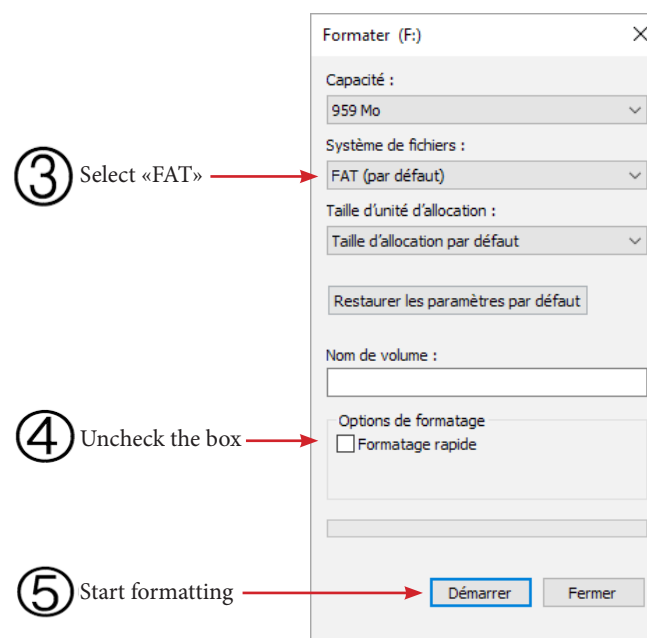 Formater (F:)
Capacité :
959 Mo
Système de fichiers :
③ Select «FAT»
FAT (par défaut)
Taille d'unité d'allocation :
Taille d'allocation par défaut
Restaurer les paramètres par défaut
Nom de volume :
Options de formatage
④ Uncheck the box
Formatage rapide
⑤ Start formatting
Démarrer
Fermer